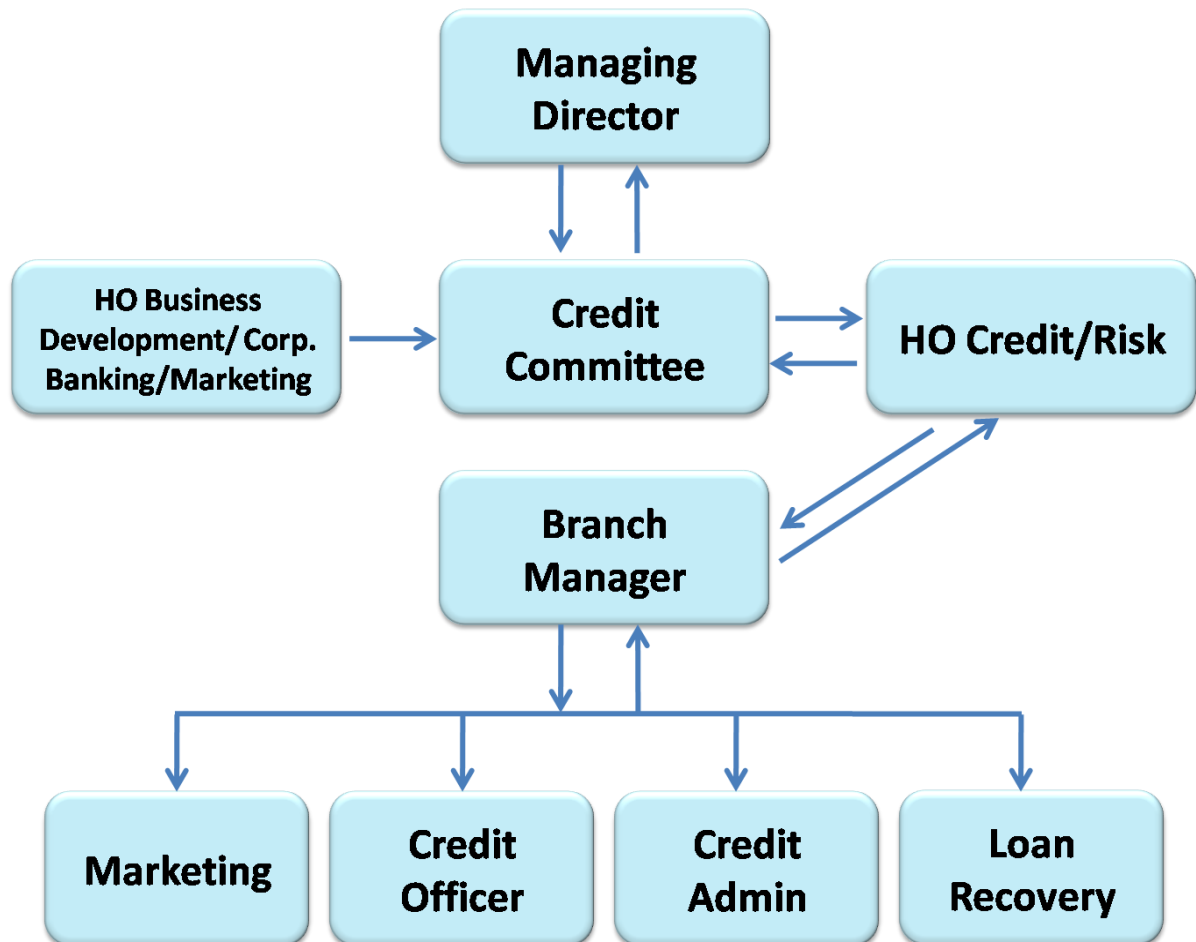 Managing
Director
HO Business
Development/ Corp.
Banking/Marketing
Credit
Committee
HO Credit/Risk
Branch
Manager
Marketing
Credit
Officer
Credit
Admin
Loan
Recovery